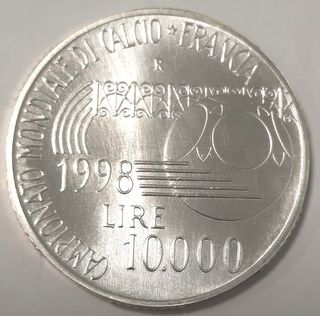 CAMPIONATO MONDIALE DI CALCIO * FRANCIA
R
1998
LIRE
10.000